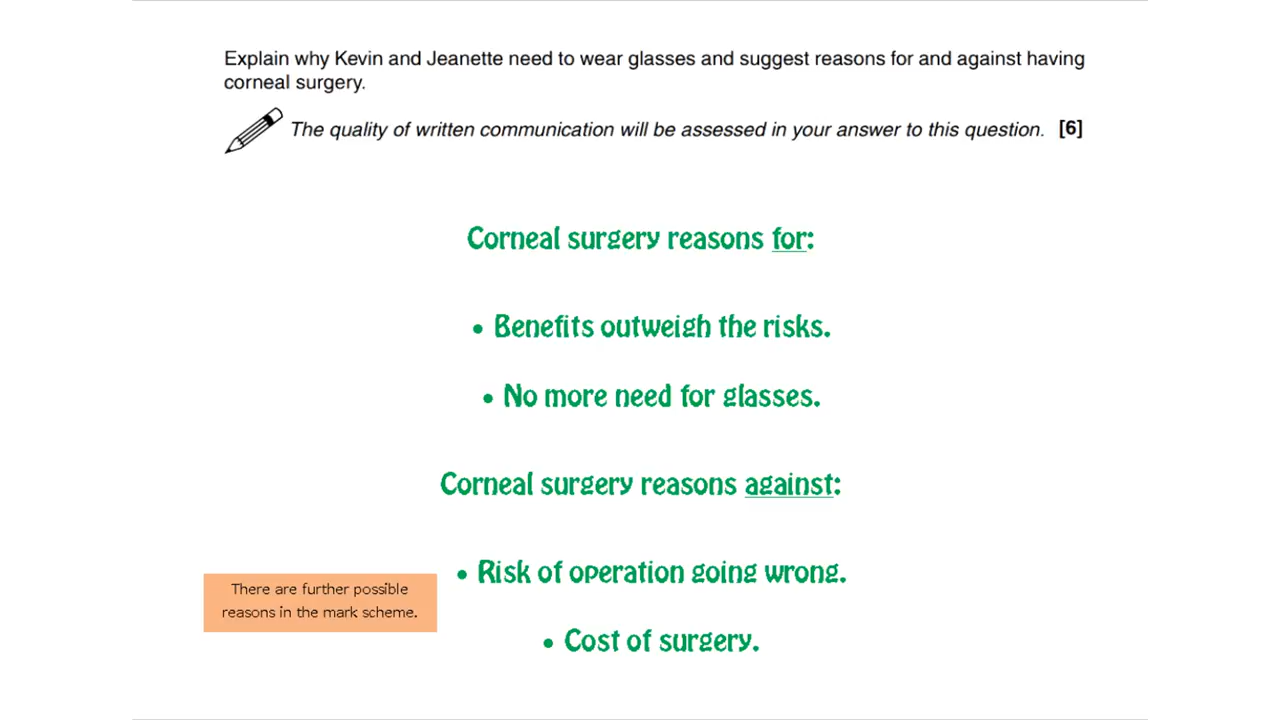 Explain why Kevin and Jeanette need to wear glasses and suggest reasons for and against having
corneal surgery.
The quality of written communication will be assessed in your answer to this question. [6]
Corneal surgery reasons for:
• Benefits outweigh the risks.
• No more need for glasses.
Corneal surgery reasons against:
• Risk of operation going wrong.
There are further possible
reasons in the mark scheme.
• Cost of surgery.